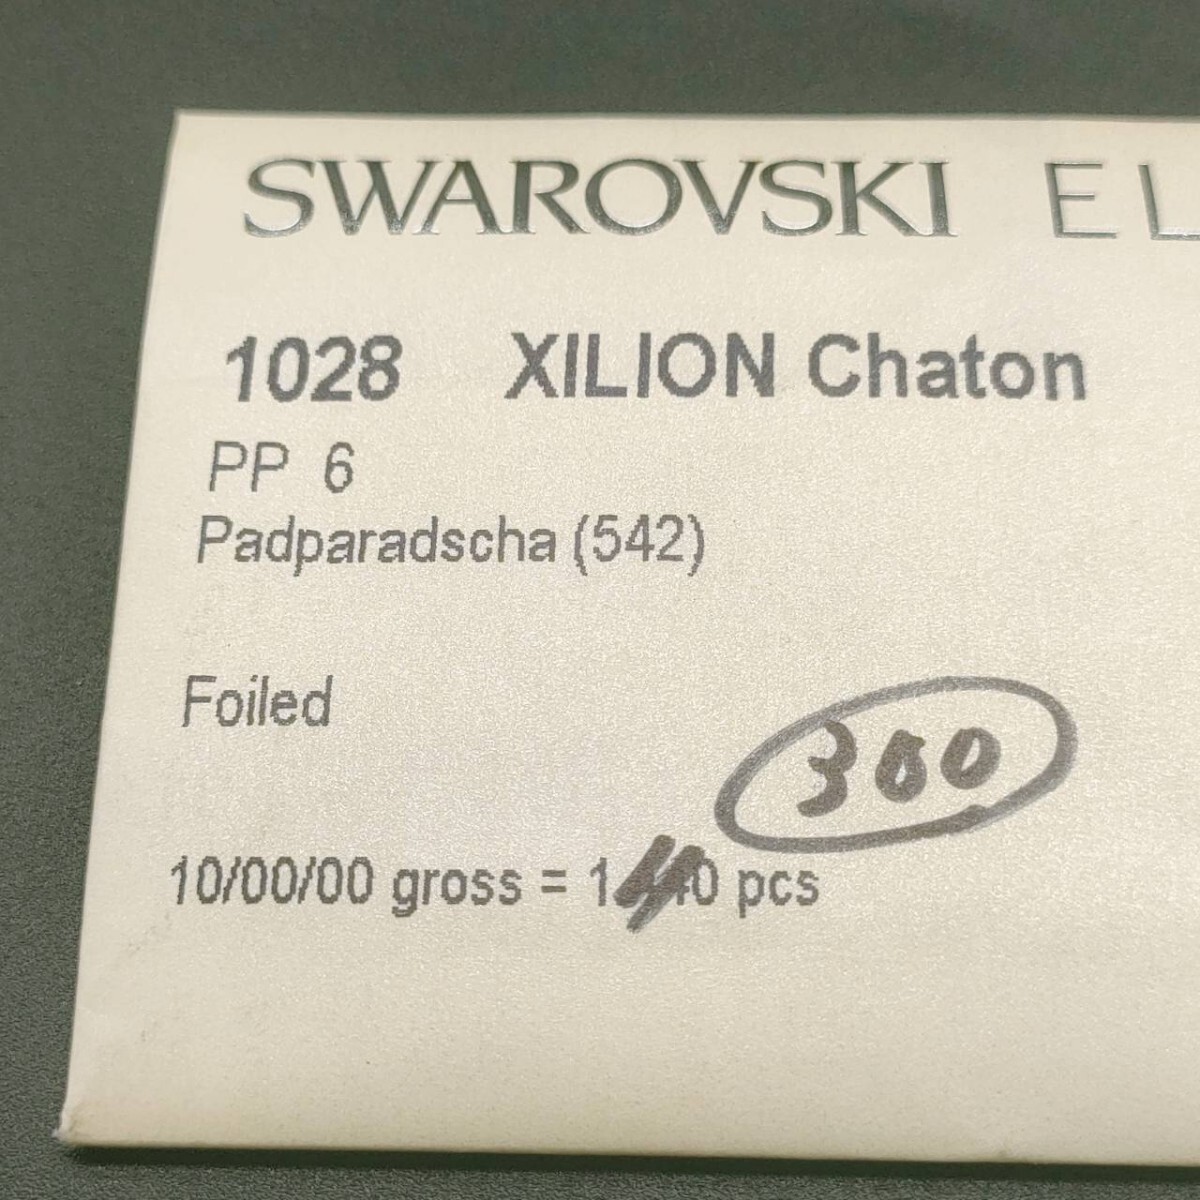 SWAROVSKI EL
1028 XILION Chaton
PP 6
Padparadscha (542)
Foiled
300
10/00/00 gross = 1440 pcs